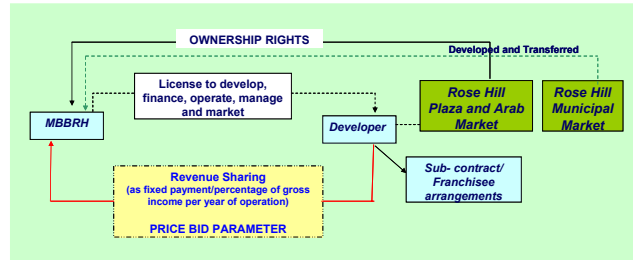 OWNERSHIP RIGHTS
Developed and Transferred
License to develop,
finance, operate, manage
and market
Rose Hill
Plaza and Arab
Market
Rose Hill
Municipal
Market
MBBRH
Developer
Revenue Sharing
(as fixed payment/percentage of gross
income per year of operation)
PRICE BID PARAMETER
Sub- contract/
Franchisee
arrangements